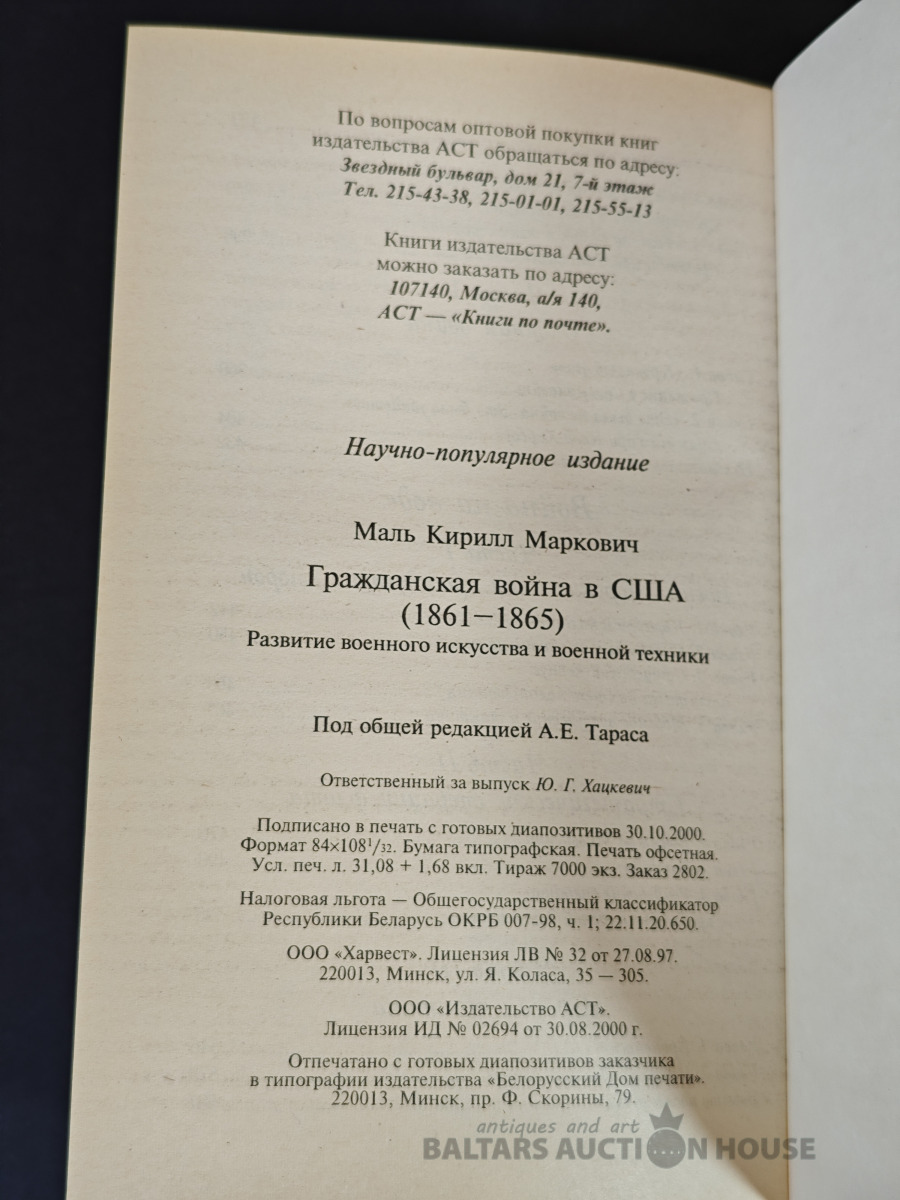 По вопросам оптовой покупки книг
издательства АСТ обращаться по адресу:
Звездный бульвар, дом 21, 7-й этаж
Тел. 215-43-38, 215-01-01, 215-55-13
Книги издательства АСТ
можно заказать по адресу:
107140, Москва, а/я 140,
АСТ — «Книги по почте».
Научно-популярное издание
Маль Кирилл Маркович
Гражданская война в США
(1861—1865)
Развитие военного искусства и военной техники
Под общей редакцией А.Е. Тараса
Ответственный за выпуск Ю. Г. Хацкевич
Подписано в печать с готовых диапозитивов 30.10.2000.
Формат 84×108¹/₃₂. Бумага типографская. Печать офсетная.
Усл. печ. л. 31,08 + 1,68 вкл. Тираж 7000 экз. Заказ 2802.
Налоговая льгота — Общегосударственный классификатор
Республики Беларусь ОКРБ 007-98, ч. 1; 22.11.20.650.
ООО «Харвест». Лицензия ЛВ № 32 от 27.08.97.
220013, Минск, ул. Я. Коласа, 35 — 305.
ООО «Издательство АСТ».
Лицензия ИД № 02694 от 30.08.2000 г.
Отпечатано с готовых диапозитивов заказчика
в типографии издательства «Белорусский Дом печати».
220013, Минск, пр. Ф. Скорины, 79.
antiques and art
BALTARS AUCTION HOUSE